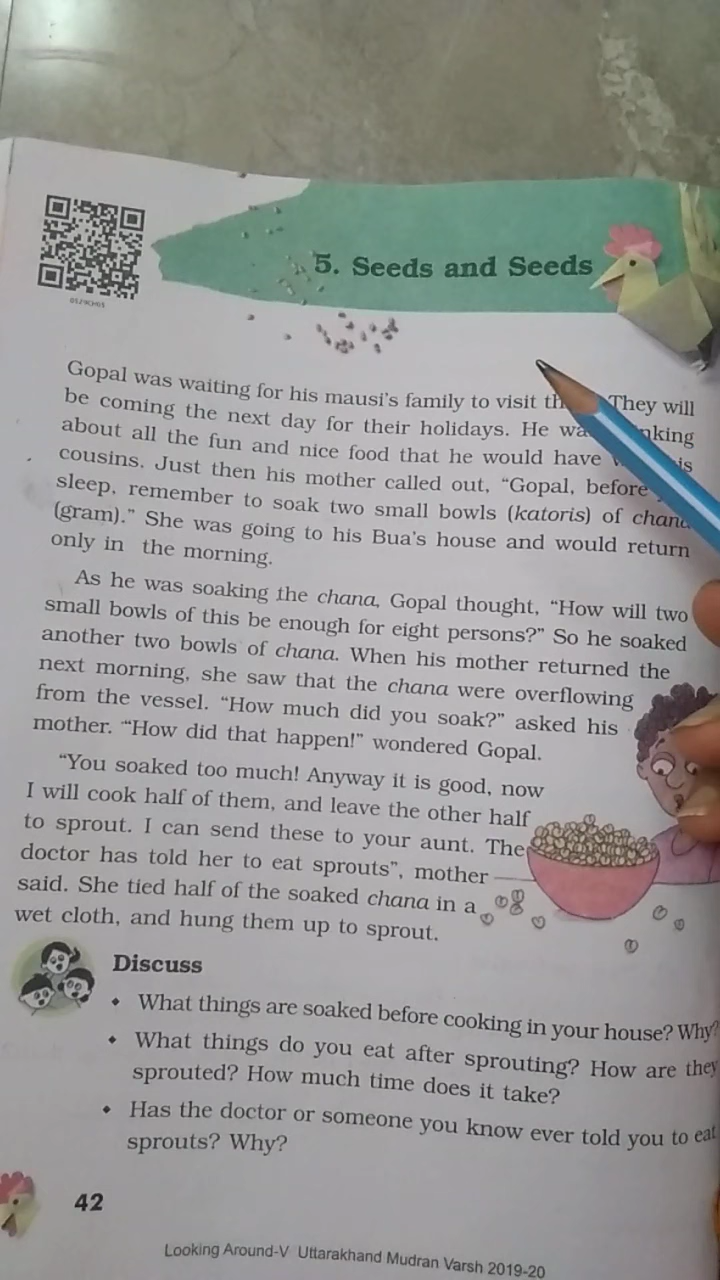 5. Seeds and Seeds
Gopal was waiting for his mausi's family to visit They will
be coming the next day for their holidays. He
about all the fun and nice food that he would have
cousins. Just then his mother called out, "Gopal, before
sleep, remember to soak two small bowls (katoris) of chana
(gram)." She was going to his Bua's house and would return
only in the morning.
As he was soaking the chana, Gopal thought, "How will two
small bowls of this be enough for eight persons?" So he soaked
another two bowls of chana. When his mother returned the
next morning, she saw that the chana were overflowing
from the vessel. "How much did you soak?" asked his
mother. "How did that happen!" wondered Gopal.
"You soaked too much! Anyway it is good, now
I will cook half of them, and leave the other half
to sprout. I can send these to your aunt. The
doctor has told her to eat sprouts", mother
said. She tied half of the soaked chana in a
wet cloth, and hung them up to sprout.
Discuss
• What things are soaked before cooking in your house? Why?
• What things do you eat after sprouting? How are they
sprouted? How much time does it take?
• Has the doctor or someone you know ever told you to eat
sprouts? Why?
42
Looking Around-V Uttarakhand Mudran Varsh 2019-20